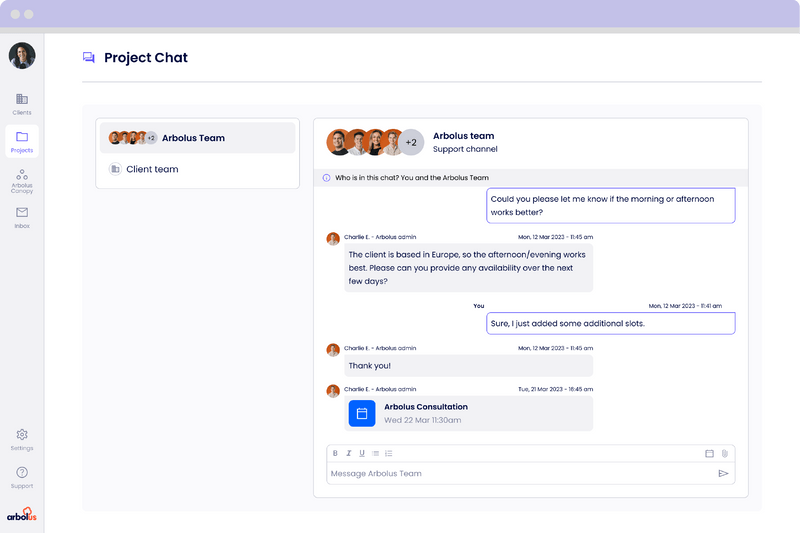 Project Chat
Clients
Projects
Arbolus
Canopy
Inbox
Settings
Support
arbolus
+2 Arbolus Team
Client team
+2
Arbolus team
Support channel
Who is in this chat? You and the Arbolus Team
Could you please let me know if the morning or afternoon
works better?
Charlie E. - Arbolus admin Mon, 12 Mar 2023 - 11:45 am
The client is based in Europe, so the afternoon/evening works
best. Please can you provide any availability over the next
few days?
You Mon, 12 Mar 2023 - 11:41 am
Sure, I just added some additional slots.
Charlie E. - Arbolus admin Mon, 12 Mar 2023 - 11:45 am
Thank you!
Charlie E. - Arbolus admin Tue, 21 Mar 2023 - 16:45 am
Arbolus Consultation
Wed 22 Mar 11:30am
B I U
Message Arbolus Team